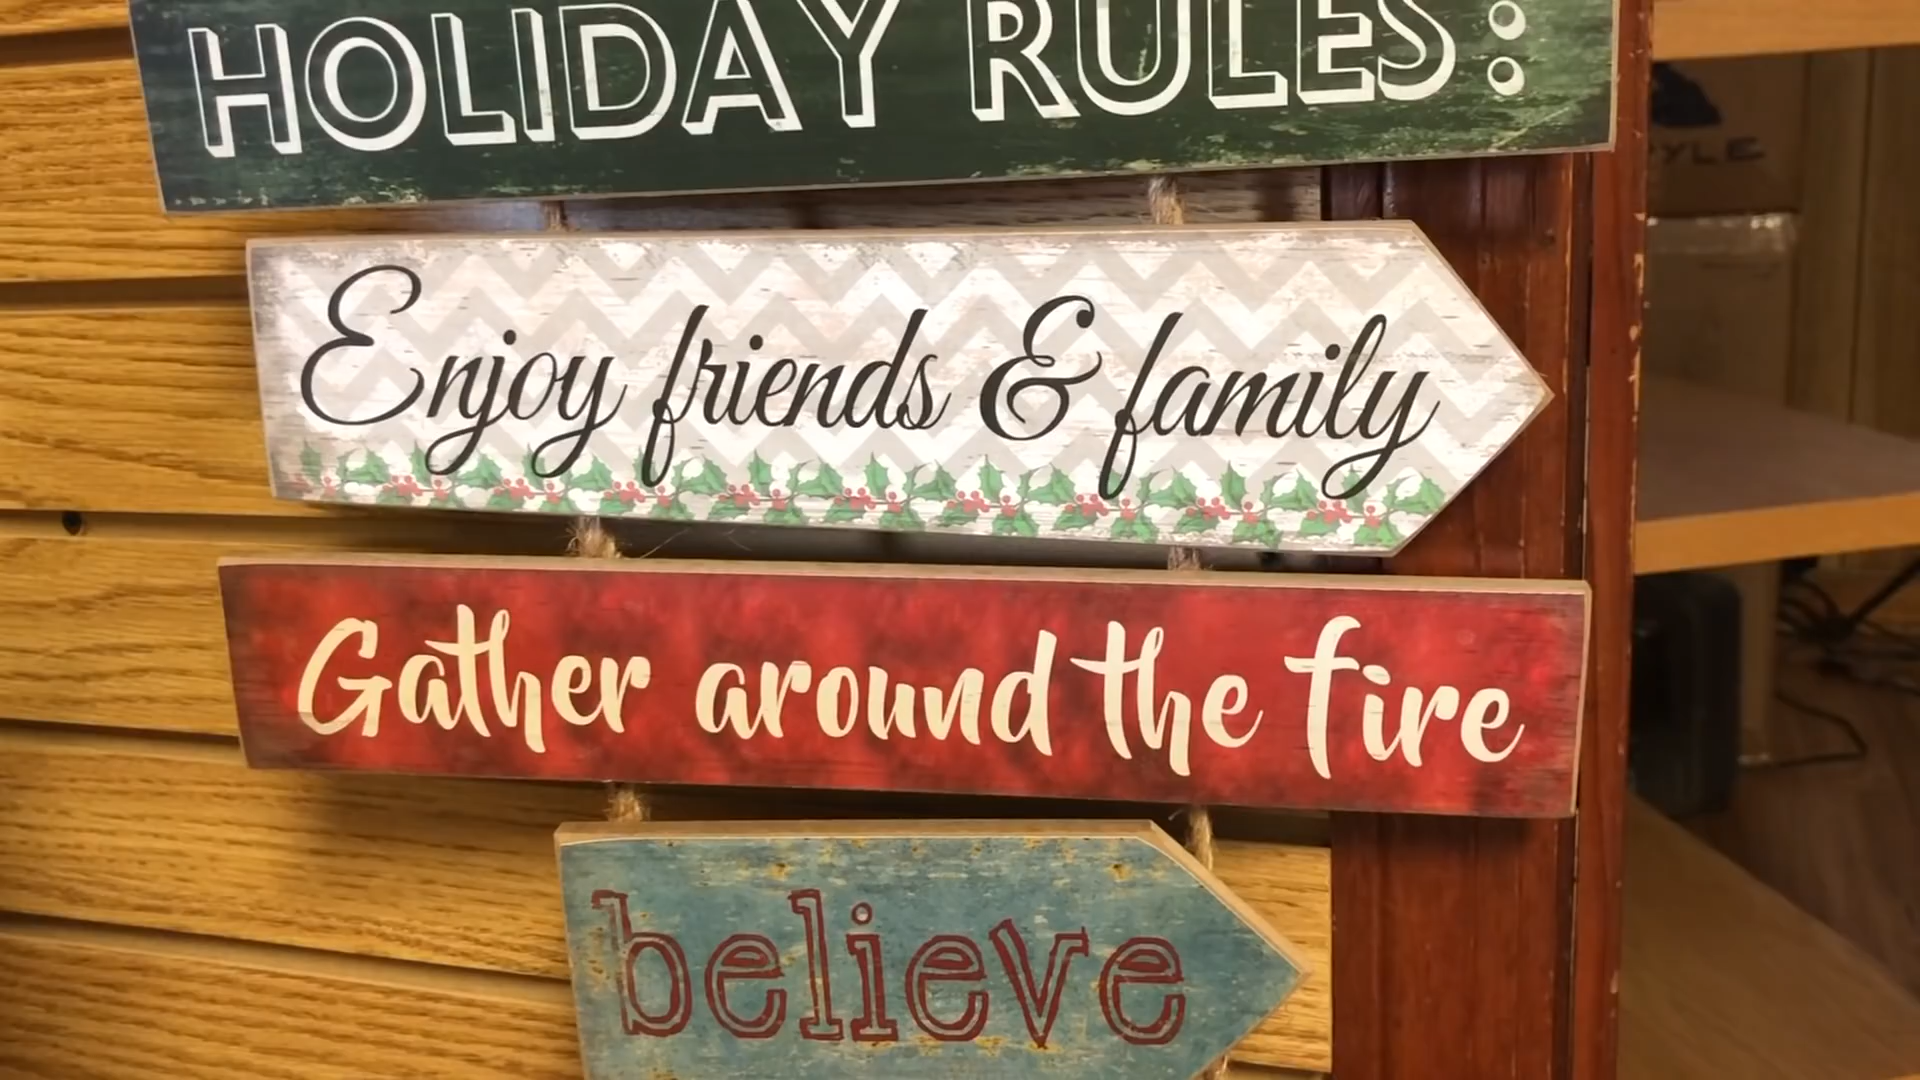 HOLIDAY RULES:
Enjoy friends & family
Gather around the fire
believe